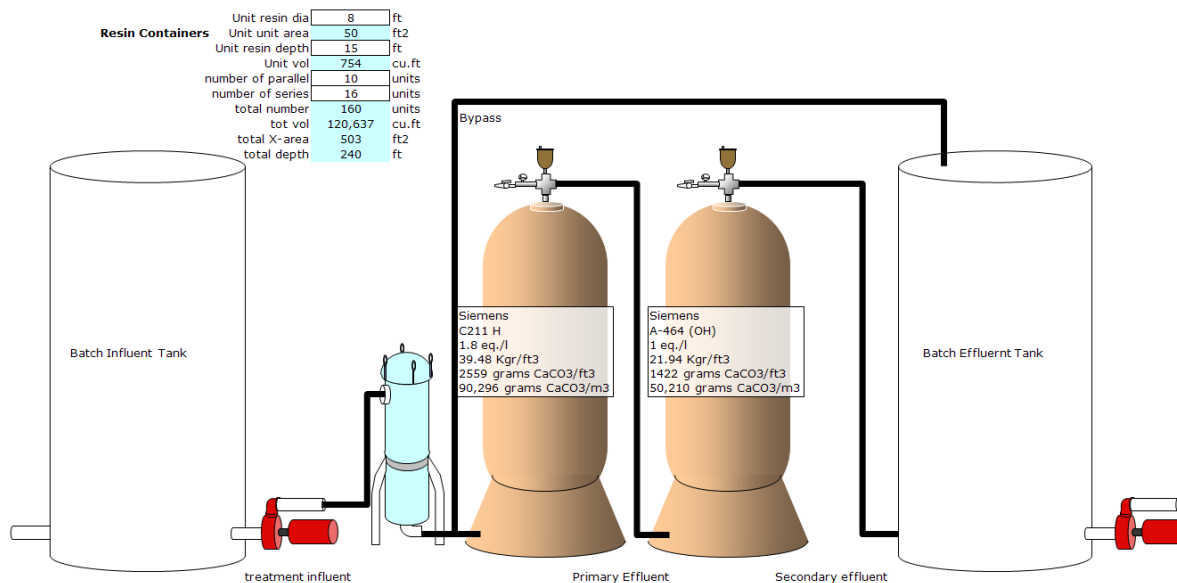 Unit resin dia 8 ft
Resin Containers Unit unit area 50 ft2
Unit resin depth 15 ft
Unit vol 754 cu.ft
number of parallel 10 units
number of series 16 units
total number 160 units
tot vol 120,637 cu.ft
total X-area 503 ft2
total depth 240 ft
Bypass
Siemens
C211 H
1.8 eq./l
39.48 Kgr/ft3
2559 grams CaCO3/ft3
90,296 grams CaCO3/m3
Siemens
A-464 (OH)
1 eq./l
21.94 Kgr/ft3
1422 grams CaCO3/ft3
50,210 grams CaCO3/m3
Batch Influent Tank
Batch Effluernt Tank
treatment influent
Primary Effluent
Secondary effluent